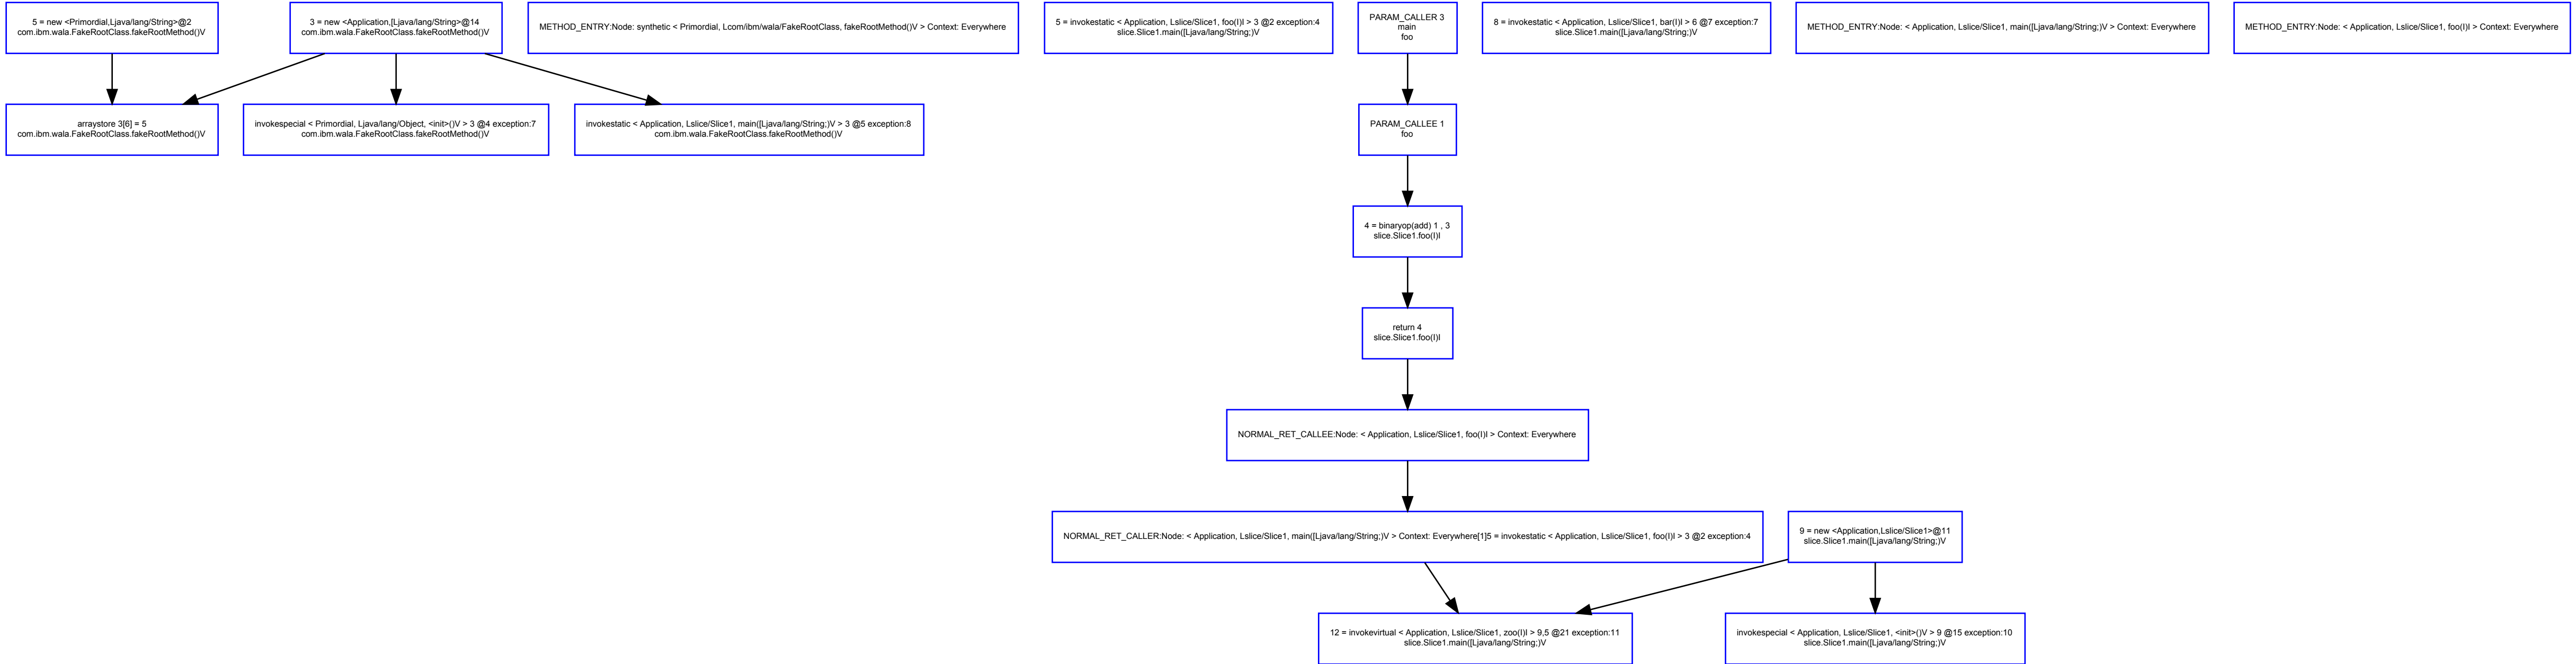 5 = new <Primordial,Ljava/lang/String>@2
com.ibm.wala.FakeRootClass.fakeRootMethod()V
3 = new <Application,[Ljava/lang/String>@14
com.ibm.wala.FakeRootClass.fakeRootMethod()V
METHOD_ENTRY:Node: synthetic < Primordial, Lcom/ibm/wala/FakeRootClass, fakeRootMethod()V > Context: Everywhere
5 = invokestatic < Application, Lslice/Slice1, foo(I)I > 3 @2 exception:4
slice.Slice1.main([Ljava/lang/String;)V
PARAM_CALLER 3
main
foo
8 = invokestatic < Application, Lslice/Slice1, bar(I)I > 6 @7 exception:7
slice.Slice1.main([Ljava/lang/String;)V
METHOD_ENTRY:Node: < Application, Lslice/Slice1, main([Ljava/lang/String;)V > Context: Everywhere
METHOD_ENTRY:Node: < Application, Lslice/Slice1, foo(I)I > Context: Everywhere
arraystore 3[6] = 5
com.ibm.wala.FakeRootClass.fakeRootMethod()V
invokespecial < Primordial, Ljava/lang/Object, <init>()V > 3 @4 exception:7
com.ibm.wala.FakeRootClass.fakeRootMethod()V
invokestatic < Application, Lslice/Slice1, main([Ljava/lang/String;)V > 3 @5 exception:8
com.ibm.wala.FakeRootClass.fakeRootMethod()V
PARAM_CALLEE 1
foo
4 = binaryop(add) 1 , 3
slice.Slice1.foo(I)I
return 4
slice.Slice1.foo(I)I
NORMAL_RET_CALLEE:Node: < Application, Lslice/Slice1, foo(I)I > Context: Everywhere
NORMAL_RET_CALLER:Node: < Application, Lslice/Slice1, main([Ljava/lang/String;)V > Context: Everywhere[1]5 = invokestatic < Application, Lslice/Slice1, foo(I)I > 3 @2 exception:4
9 = new <Application,Lslice/Slice1>@11
slice.Slice1.main([Ljava/lang/String;)V
12 = invokevirtual < Application, Lslice/Slice1, zoo(I)I > 9,5 @21 exception:11
slice.Slice1.main([Ljava/lang/String;)V
invokespecial < Application, Lslice/Slice1, <init>()V > 9 @15 exception:10
slice.Slice1.main([Ljava/lang/String;)V